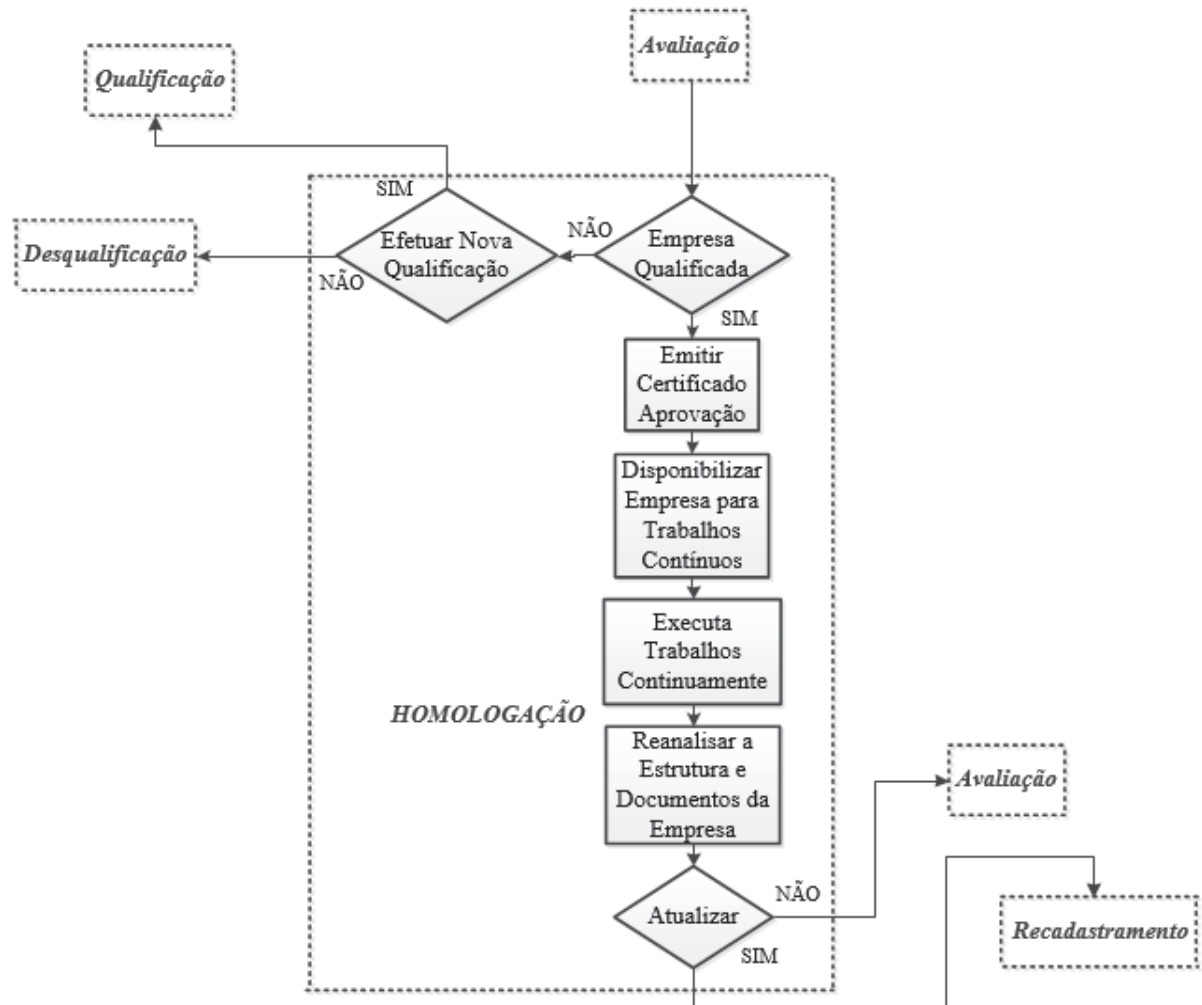 Avaliação
Qualificação
SIM
NÃO
Efetuar Nova
Qualificação
Empresa
Qualificada
Desqualificação
NÃO
SIM
Emitir
Certificado
Aprovação
Disponibilizar
Empresa para
Trabalhos
Contínuos
Executa
Trabalhos
Continuamente
HOMOLOGAÇÃO
Reanalisar a
Estrutura e
Documentos da
Empresa
Avaliação
NÃO
Atualizar
SIM
Recadastramento